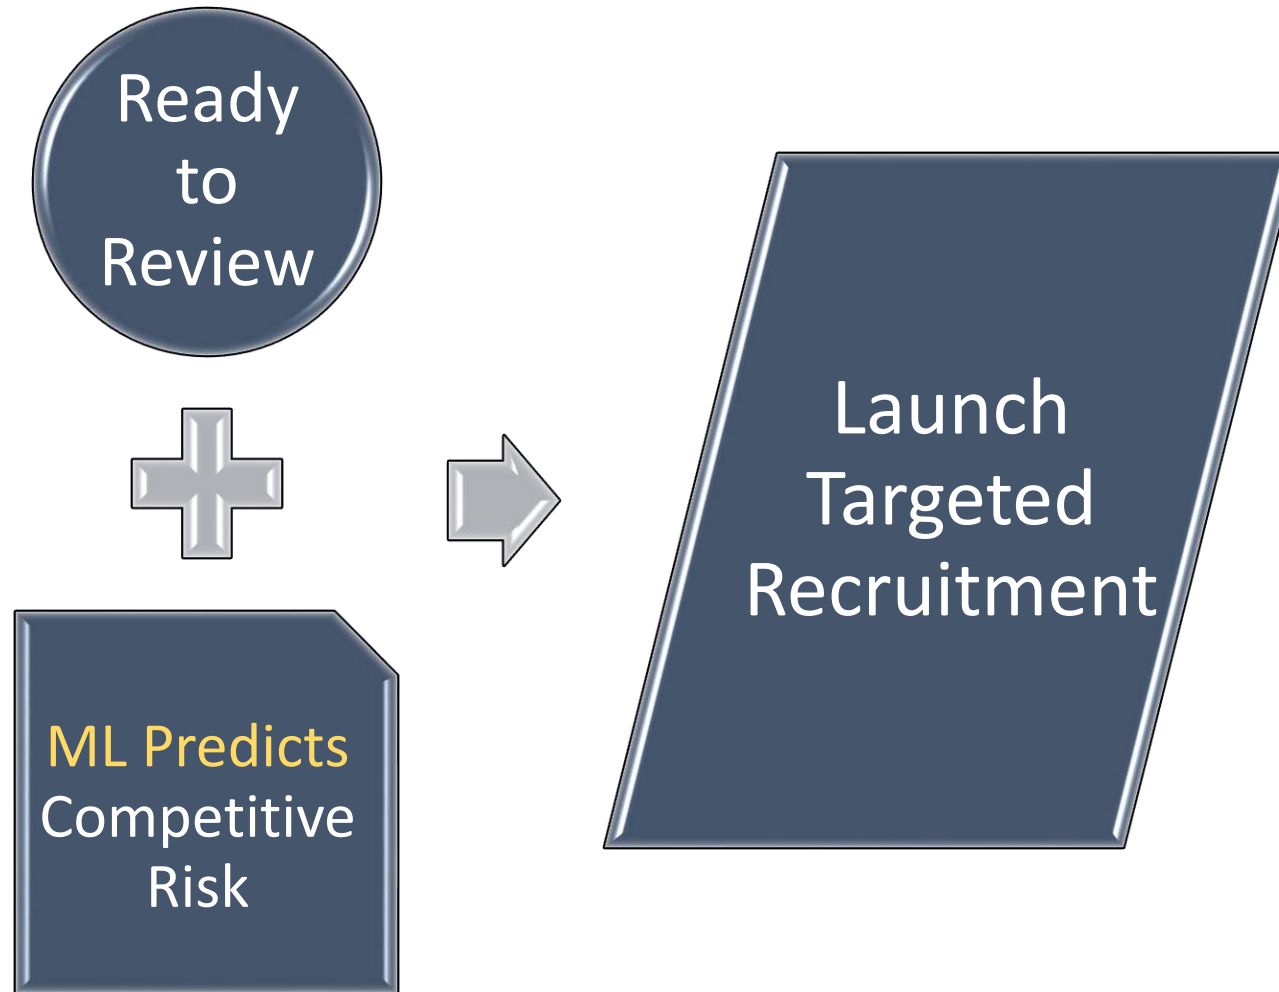 Ready
to
Review
ML Predicts
Competitive
Risk
Launch
Targeted
Recruitment